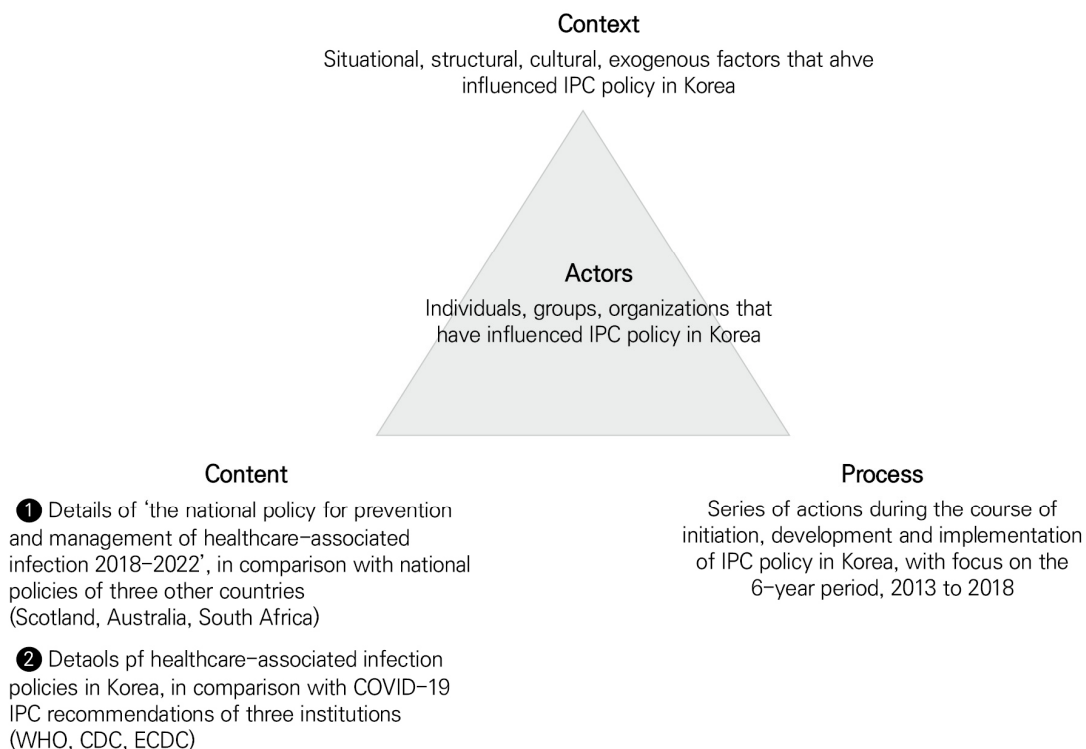 Context
Situational, structural, cultural, exogenous factors that ahve
influenced IPC policy in Korea
Actors
Individuals, groups, organizations that
have influenced IPC policy in Korea
Content
❶ Details of ‘the national policy for prevention
and management of healthcare-associated
infection 2018-2022’, in comparison with national
policies of three other countries
(Scotland, Australia, South Africa)
❷ Detaols pf healthcare-associated infection
policies in Korea, in comparison with COVID-19
IPC recommendations of three institutions
(WHO, CDC, ECDC)
Process
Series of actions during the course of
initiation, development and implementation
of IPC policy in Korea, with focus on the
6-year period, 2013 to 2018